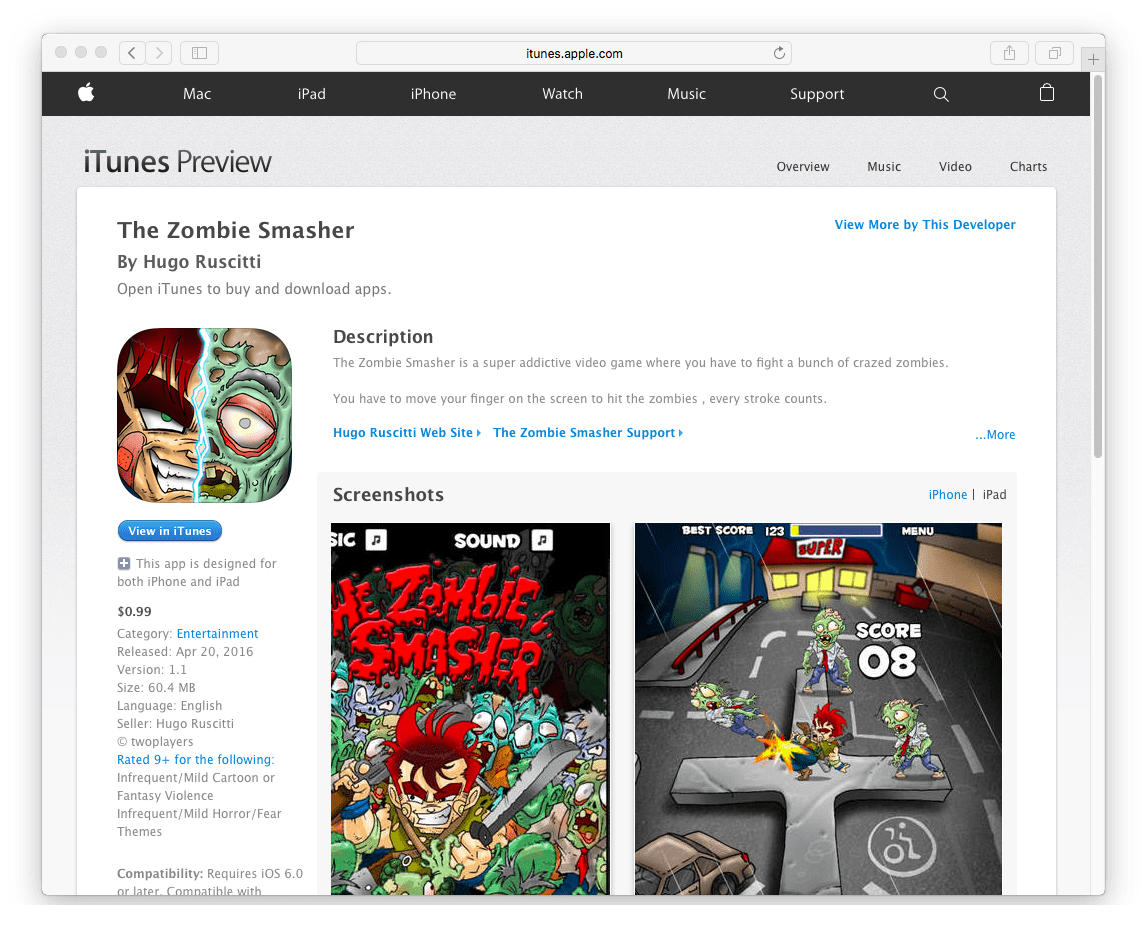 itunes.apple.com
Mac iPad iPhone Watch Music Support
iTunes Preview
Overview Music Video Charts
The Zombie Smasher
View More by This Developer
By Hugo Ruscitti
Open iTunes to buy and download apps.
Description
The Zombie Smasher is a super addictive video game where you have to fight a bunch of crazed zombies.
You have to move your finger on the screen to hit the zombies , every stroke counts.
Hugo Ruscitti Web Site The Zombie Smasher Support
...More
Screenshots
iPhone | iPad
View in iTunes
This app is designed for
both iPhone and iPad
$0.99
Category: Entertainment
Released: Apr 20, 2016
Version: 1.1
Size: 60.4 MB
Language: English
Seller: Hugo Ruscitti
© twoplayers
Rated 9+ for the following:
Infrequent/Mild Cartoon or
Fantasy Violence
Infrequent/Mild Horror/Fear
Themes
Compatibility: Requires iOS 6.0
or later. Compatible with
SIC SOUND
HE ZOMBIE
SMASHER
BEST SCORE 123 MENU
SUPER
SCORE
08